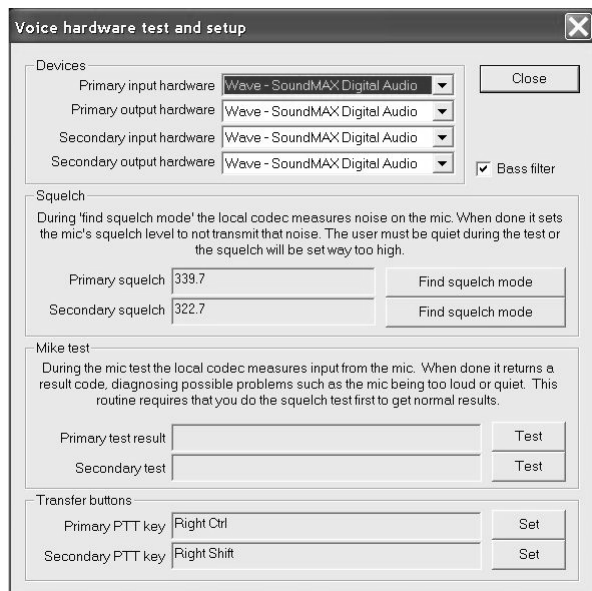 Voice hardware test and setup
Devices
Primary input hardware Wave - SoundMAX Digital Audio
Close
Primary output hardware Wave - SoundMAX Digital Audio
Secondary input hardware Wave - SoundMAX Digital Audio
Secondary output hardware Wave - SoundMAX Digital Audio
Bass filter
Squelch
During 'find squelch mode' the local codec measures noise on the mic. When done it sets
the mic's squelch level to not transmit that noise. The user must be quiet during the test or
the squelch will be set way too high.
Primary squelch 339.7 Find squelch mode
Secondary squelch 322.7 Find squelch mode
Mike test
During the mic test the local codec measures input from the mic. When done it returns a
result code, diagnosing possible problems such as the mic being too loud or quiet. This
routine requires that you do the squelch test first to get normal results.
Primary test result Test
Secondary test Test
Transfer buttons
Primary PTT key Right Ctrl Set
Secondary PTT key Right Shift Set